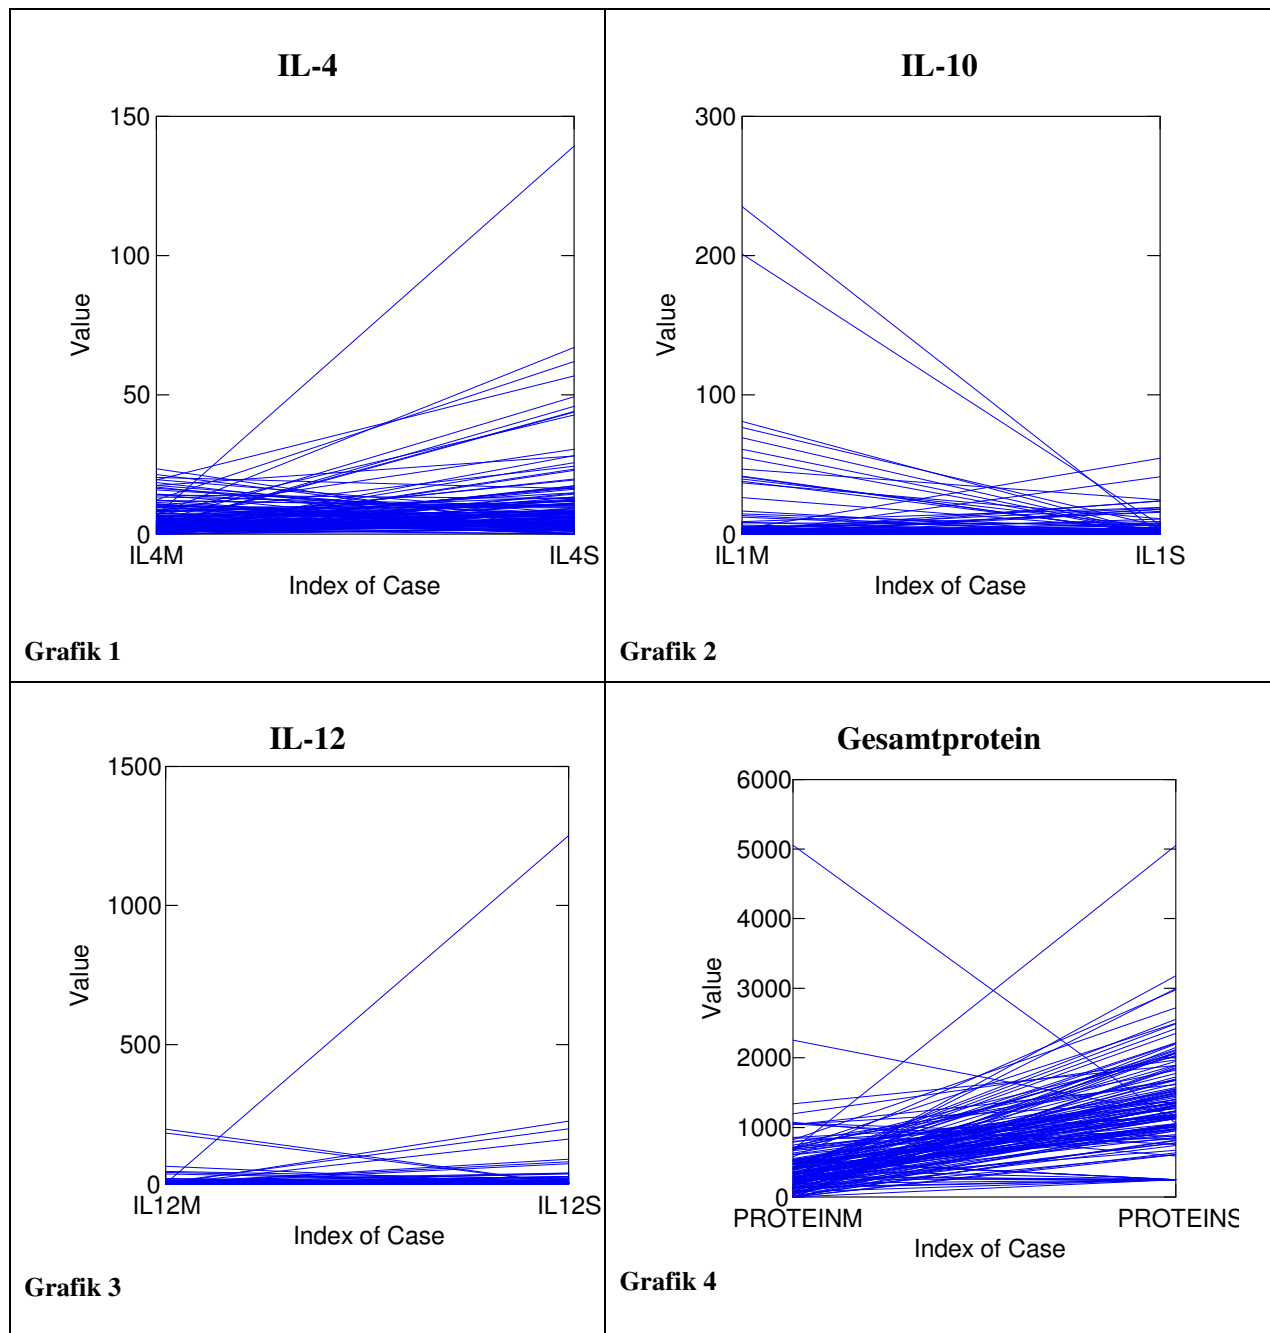 IL-4
150
100
50
0
Value
IL4M
IL4S
Index of Case
Grafik 1
IL-10
300
200
100
0
Value
IL1M
IL1S
Index of Case
Grafik 2
IL-12
1500
1000
500
0
Value
IL12M
IL12S
Index of Case
Grafik 3
Gesamtprotein
6000
5000
4000
3000
2000
1000
0
Value
PROTEINM
PROTEINS
Index of Case
Grafik 4